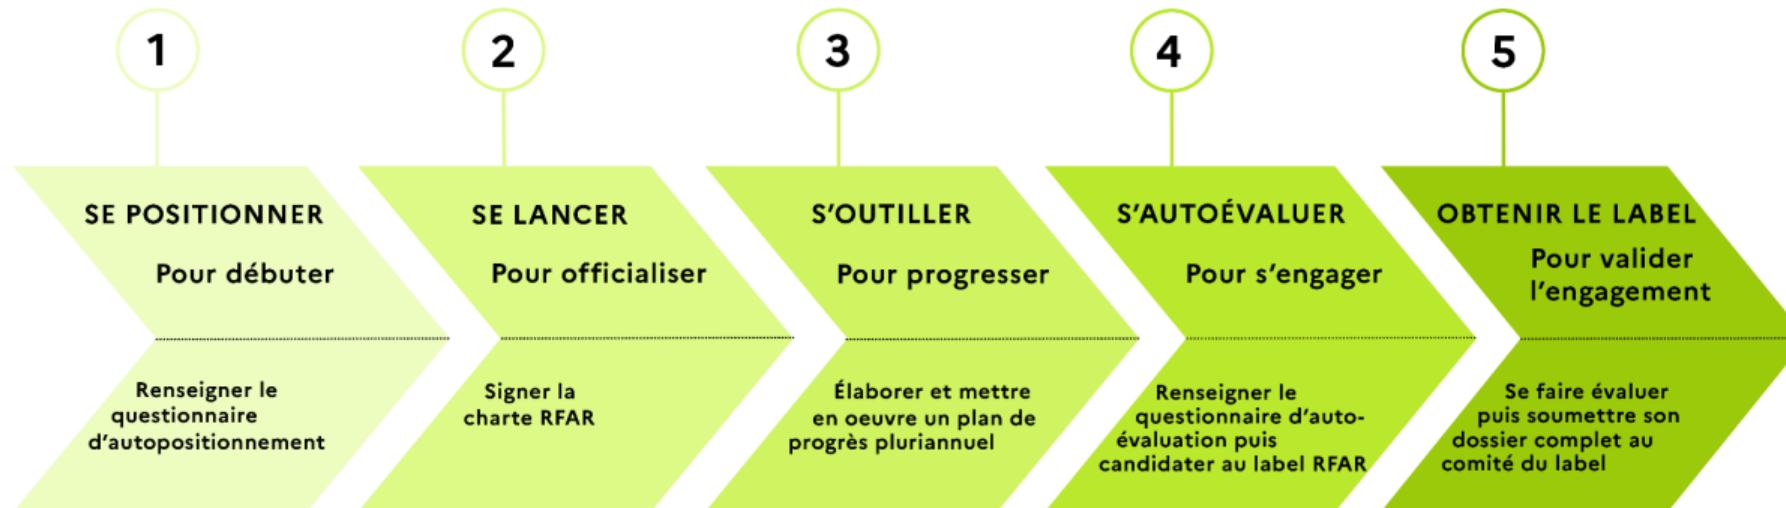 1
SE POSITIONNER
Pour débuter
Renseigner le
questionnaire
d'autopositionnement
2
SE LANCER
Pour officialiser
Signer la
charte RFAR
3
S'OUTILLER
Pour progresser
Élaborer et mettre
en oeuvre un plan de
progrès pluriannuel
4
S'AUTOÉVALUER
Pour s'engager
Renseigner le
questionnaire d'auto-
évaluation puis
candidater au label RFAR
5
OBTENIR LE LABEL
Pour valider
l'engagement
Se faire évaluer
puis soumettre son
dossier complet au
comité du label